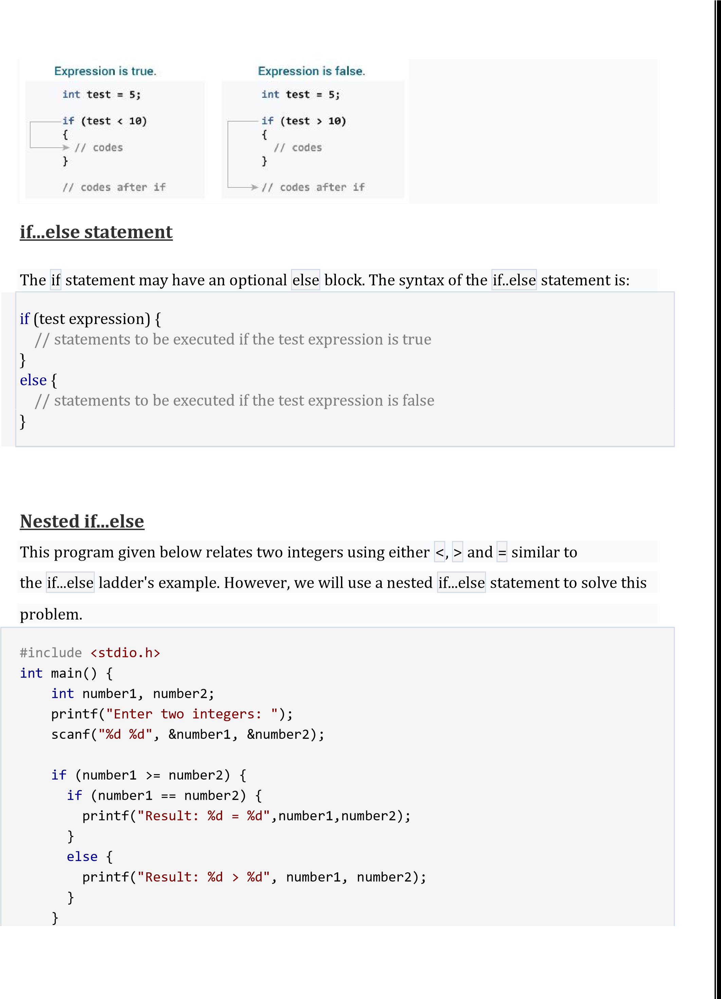 Expression is true.
int test = 5;
if (test < 10)
{
// codes
}
// codes after if
Expression is false.
int test = 5;
if (test > 10)
{
// codes
}
// codes after if
if...else statement
The if statement may have an optional else block. The syntax of the if..else statement is:
if (test expression) {
// statements to be executed if the test expression is true
}
else {
// statements to be executed if the test expression is false
}
Nested if...else
This program given below relates two integers using either <, > and = similar to
the if...else ladder's example. However, we will use a nested if...else statement to solve this
problem.
#include <stdio.h>
int main() {
int number1, number2;
printf("Enter two integers: ");
scanf("%d %d", &number1, &number2);
if (number1 >= number2) {
if (number1 == number2) {
printf("Result: %d = %d",number1,number2);
}
else {
printf("Result: %d > %d", number1, number2);
}
}